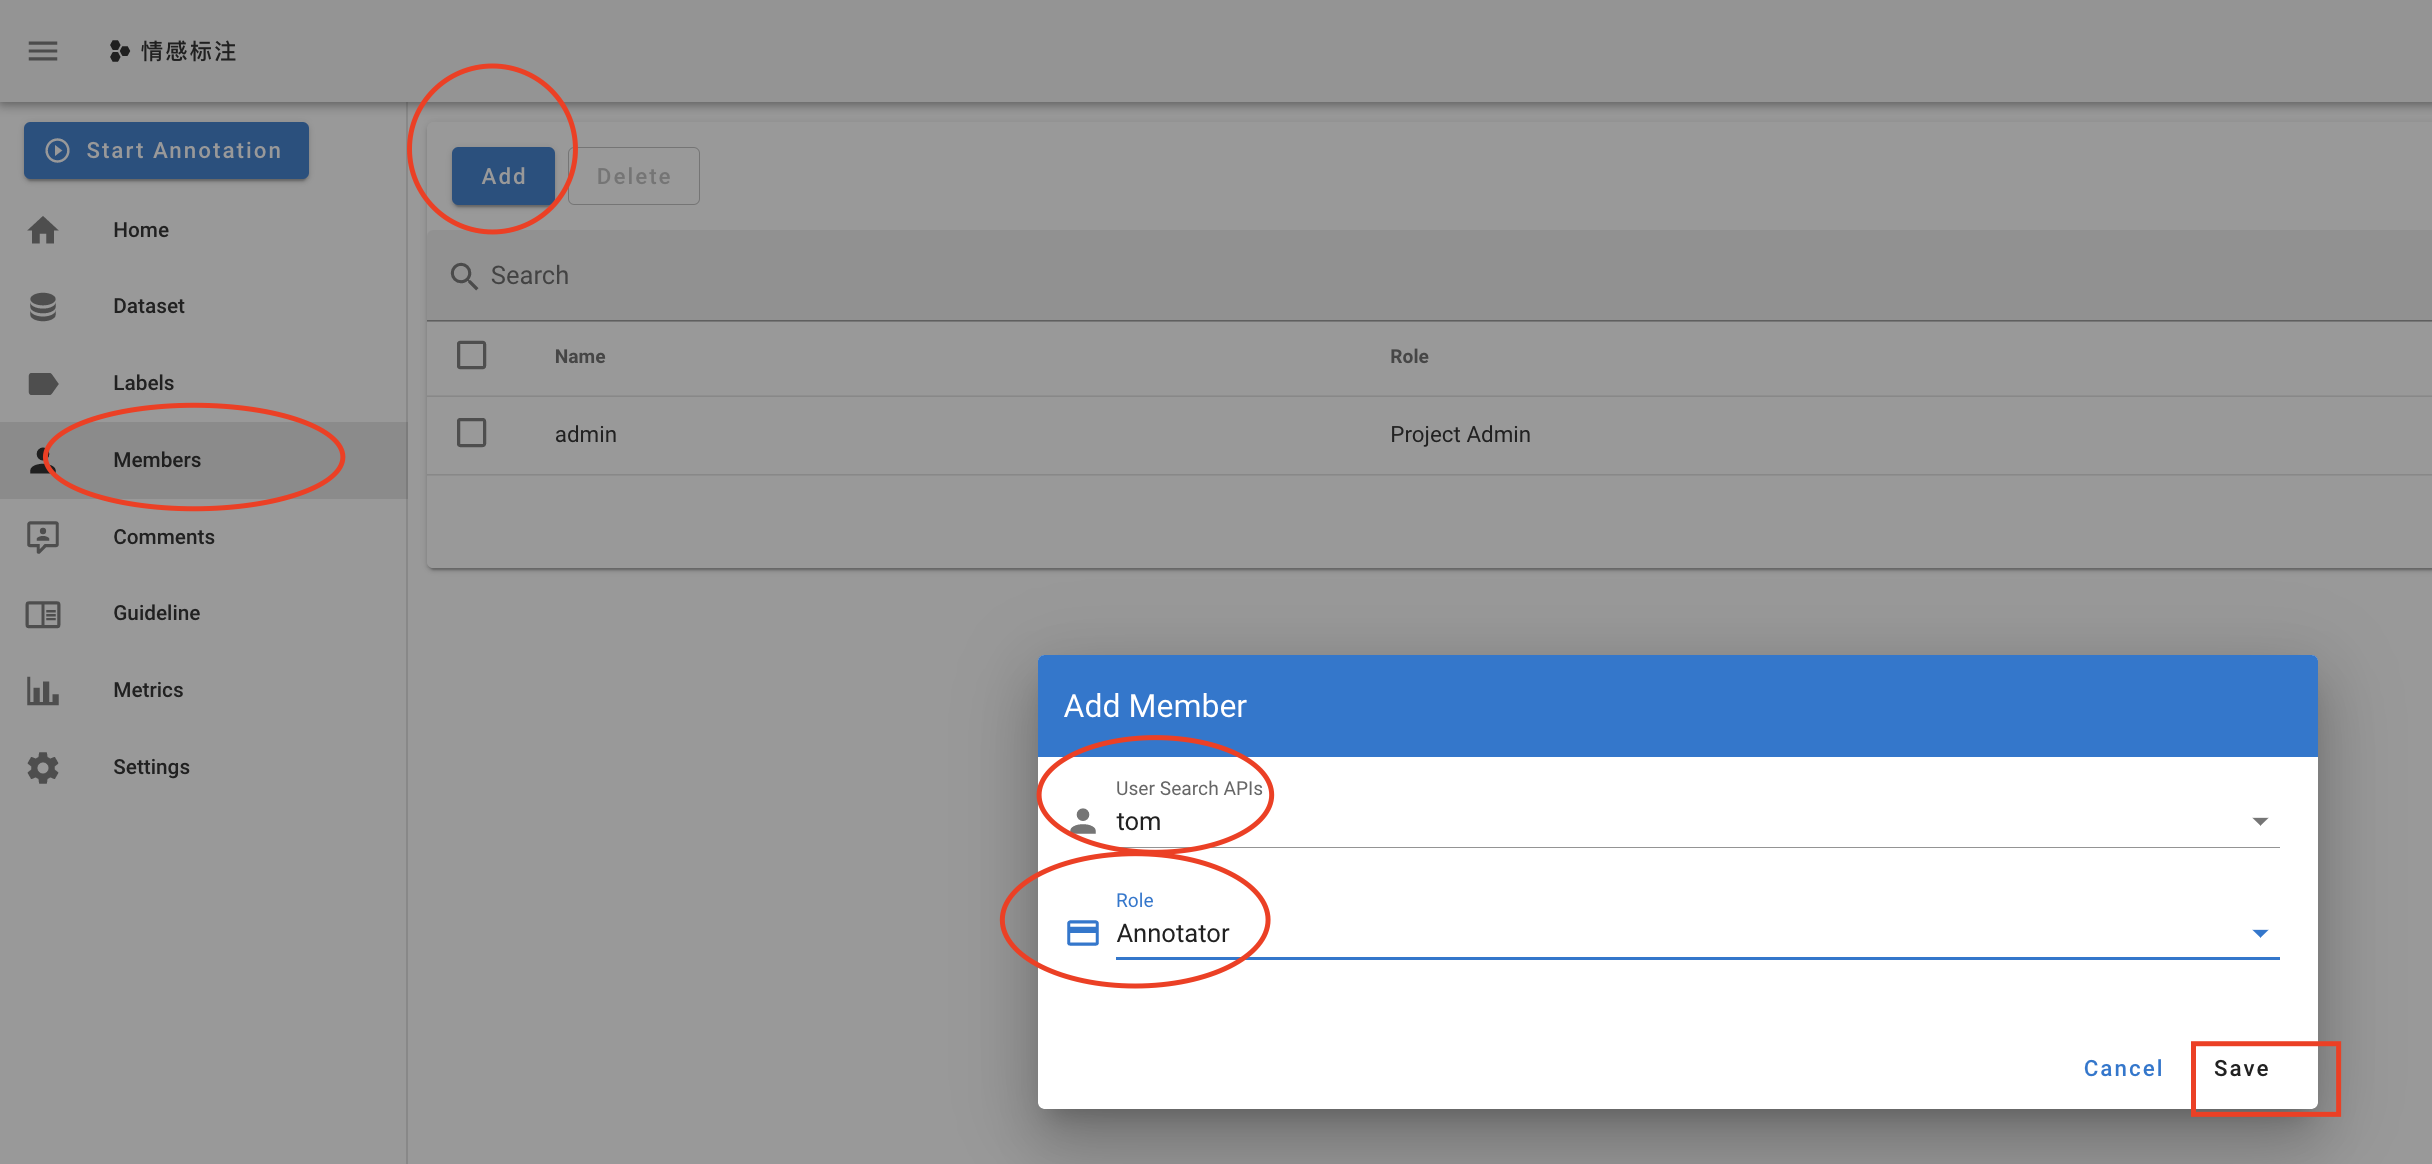 情感标注
Start Annotation
Home
Dataset
Labels
Members
Comments
Guideline
Metrics
Settings
Add Delete
Search
Name Role
admin Project Admin
Add Member
User Search APIs
tom
Role
Annotator
Cancel Save